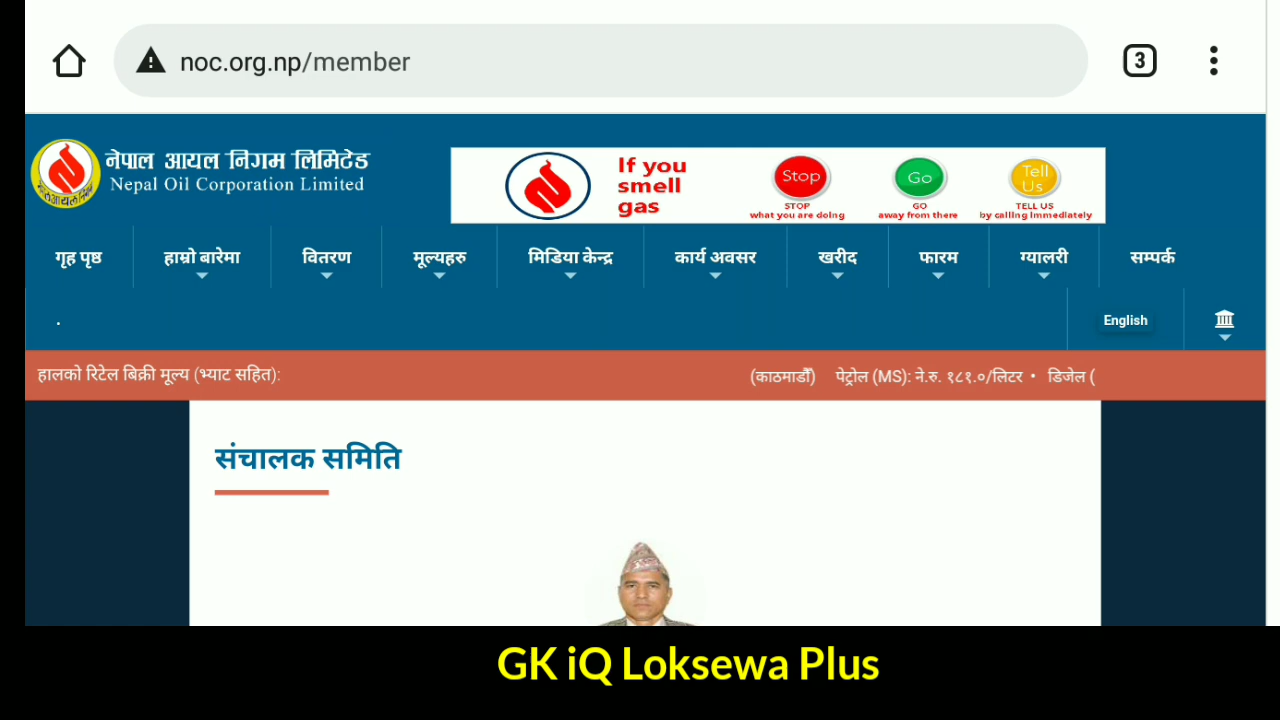 noc.org.np/member
3
नेपाल आयल निगम लिमिटेड
Nepal Oil Corporation Limited
If you
smell
gas
Stop
STOP
what you are doing
Go
GO
away from there
Tell
Us
TELL US
by calling immediately
गृह पृष्ठ
हाम्रो बारेमा
वितरण
मूल्यहरु
मिडिया केन्द्र
कार्य अवसर
खरीद
फारम
ग्यालरी
सम्पर्क
.
English
हालको रिटेल बिक्री मूल्य (भ्याट सहित):
(काठमाडौँ) पेट्रोल (MS): ने.रु. १८१.०/लिटर • डिजेल (
संचालक समिति
GK iQ Loksewa Plus